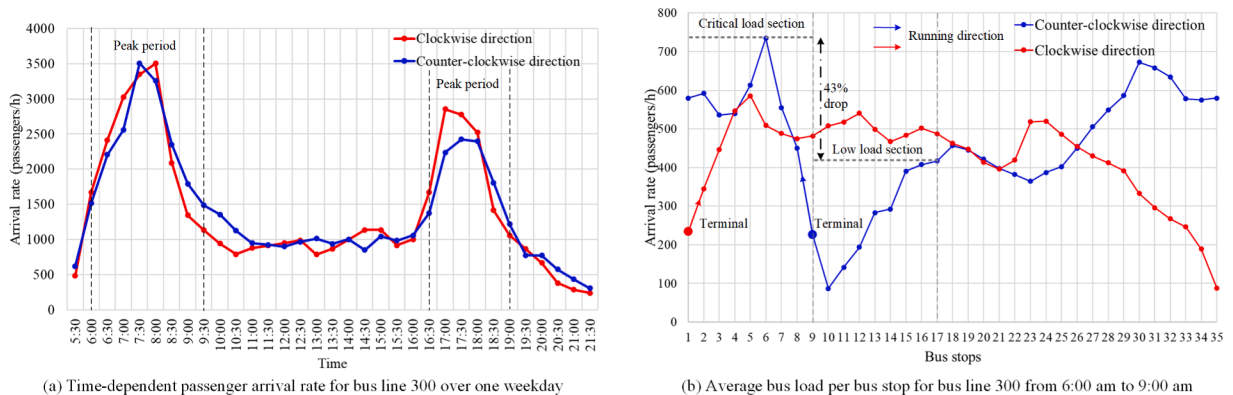 4000
3500
3000
2500
2000
1500
1000
500
0
Arrival rate (passengers/h)
Peak period
Clockwise direction
Counter-clockwise direction
Peak period
5:30 6:00 6:30 7:00 7:30 8:00 8:30 9:00 9:30 10:00 10:30 11:00 11:30 12:00 12:30 13:00 13:30 14:00 14:30 15:00 15:30 16:00 16:30 17:00 17:30 18:00 18:30 19:00 19:30 20:00 20:30 21:00 21:30
Time
(a) Time-dependent passenger arrival rate for bus line 300 over one weekday
800
700
600
500
400
300
200
100
0
Arrival rate (passengers/h)
Critical load section
Running direction
Counter-clockwise direction
Clockwise direction
43%
drop
Low load section
Terminal
Terminal
1 2 3 4 5 6 7 8 9 10 11 12 13 14 15 16 17 18 19 20 21 22 23 24 25 26 27 28 29 30 31 32 33 34 35
Bus stops
(b) Average bus load per bus stop for bus line 300 from 6:00 am to 9:00 am